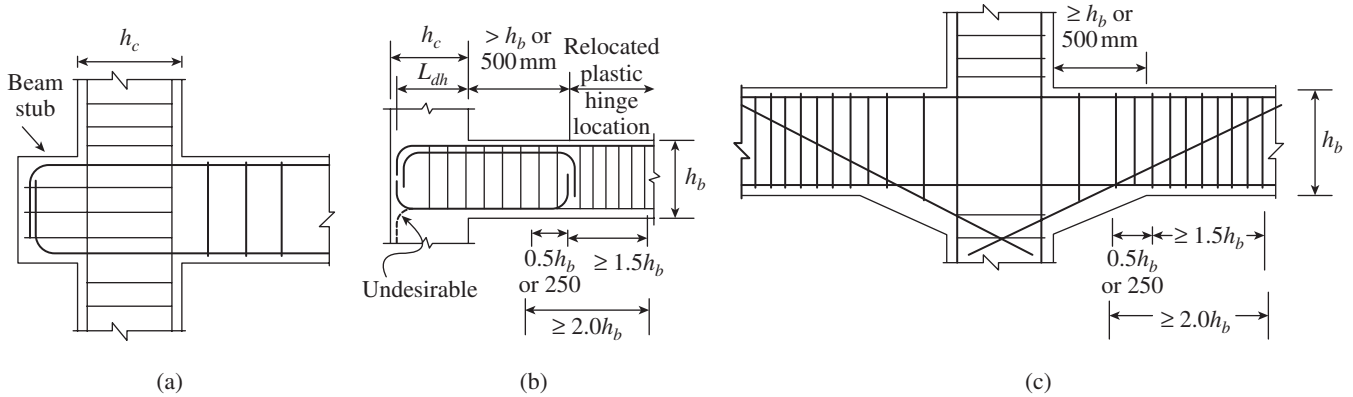 h_c
Beam
stub
(a)
h_c
L_dh
> h_b or
500 mm
Relocated
plastic
hinge
location
h_b
0.5h_b
or 250
≥ 1.5h_b
Undesirable
≥ 2.0h_b
(b)
≥ h_b or
500 mm
h_b
0.5h_b
or 250
≥ 1.5h_b
≥ 2.0h_b
(c)